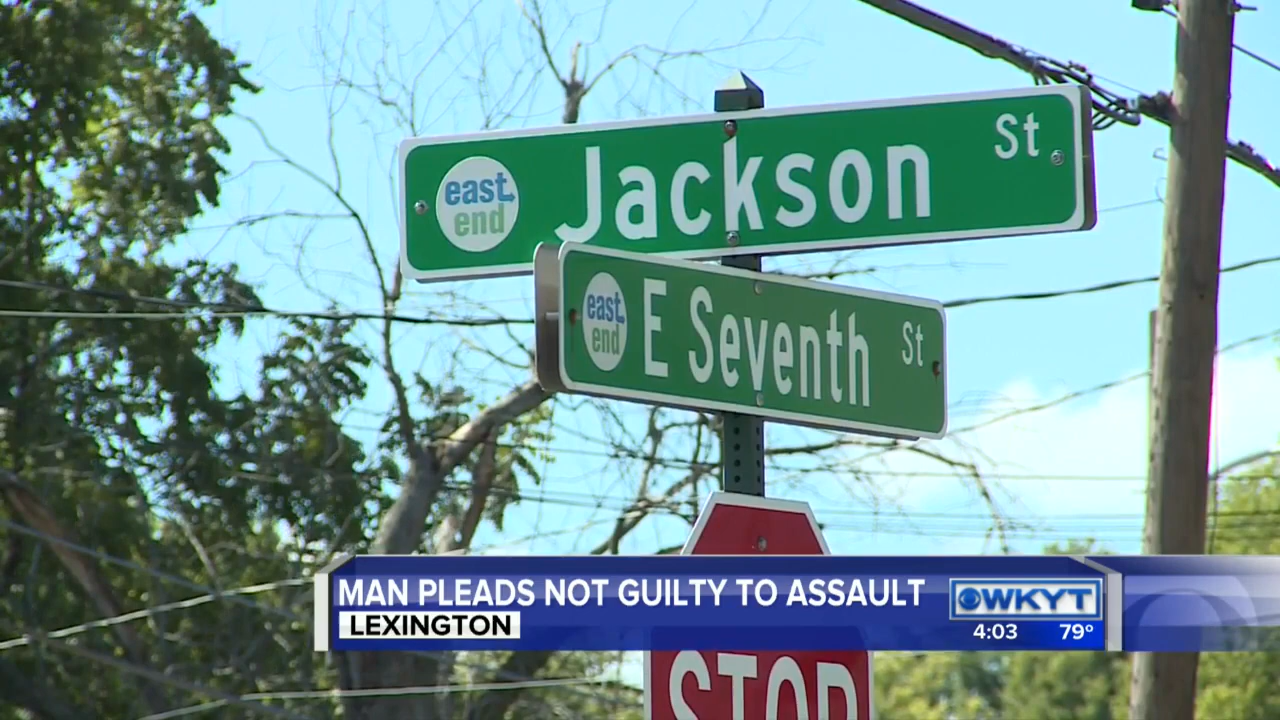 east end Jackson St
east end E Seventh St
MAN PLEADS NOT GUILTY TO ASSAULT
LEXINGTON
WKYT
4:03 79°
STOP